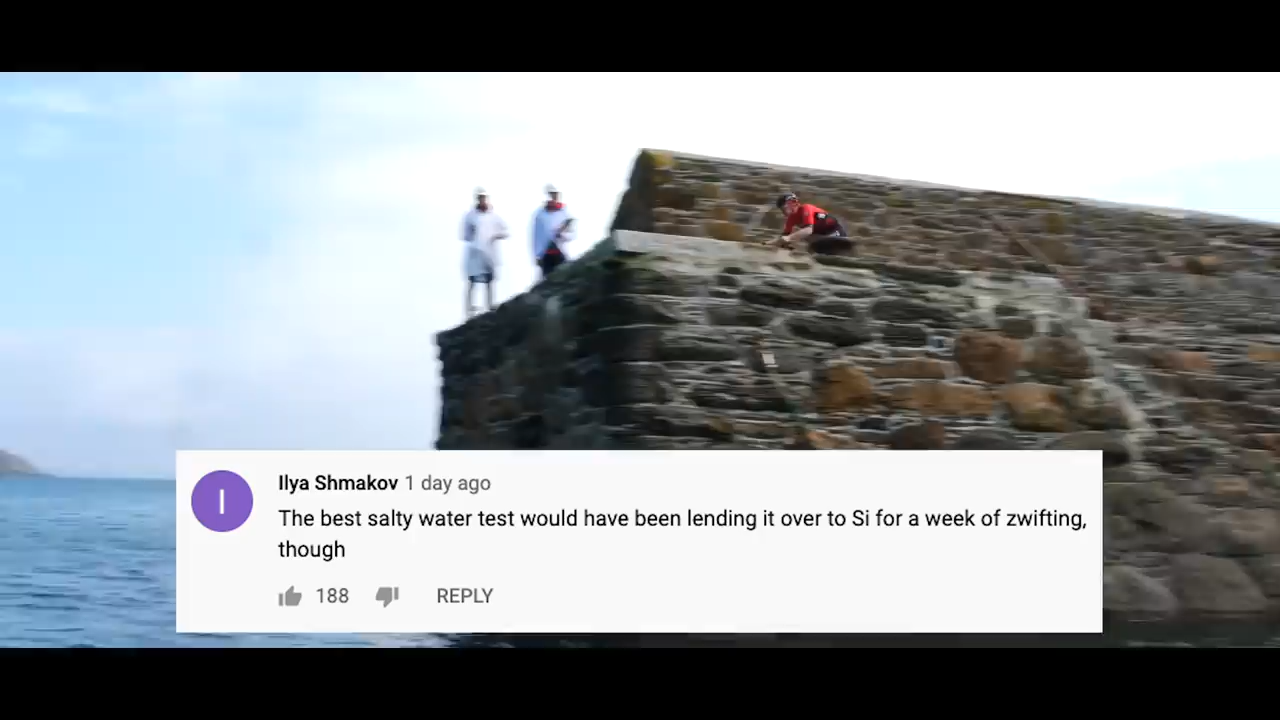 I
Ilya Shmakov 1 day ago
The best salty water test would have been lending it over to Si for a week of zwifting,
though
188 REPLY